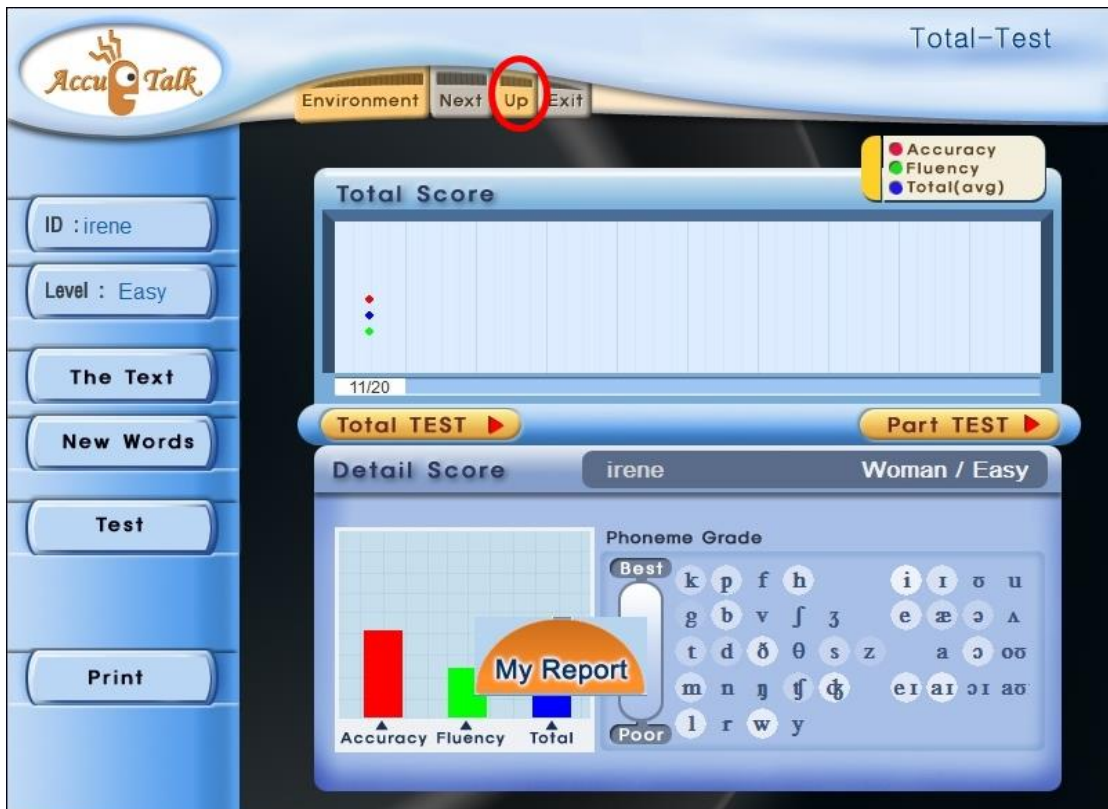 Total-Test
Accu Talk
Environment Next Up Exit
Accuracy
Fluency
Total(avg)
Total Score
ID : irene
Level : Easy
The Text
New Words
Test
Print
11/20
Total TEST
Part TEST
Detail Score irene Woman / Easy
Phoneme Grade
Best
Poor
k p f h i ɪ ʊ u
g b v ʃ ʒ e æ ə ʌ
t d ð θ s z a ɔ oʊ
m n ŋ ʧ ʤ eɪ aɪ ɔɪ aʊ
l r w y
My Report
Accuracy Fluency Total